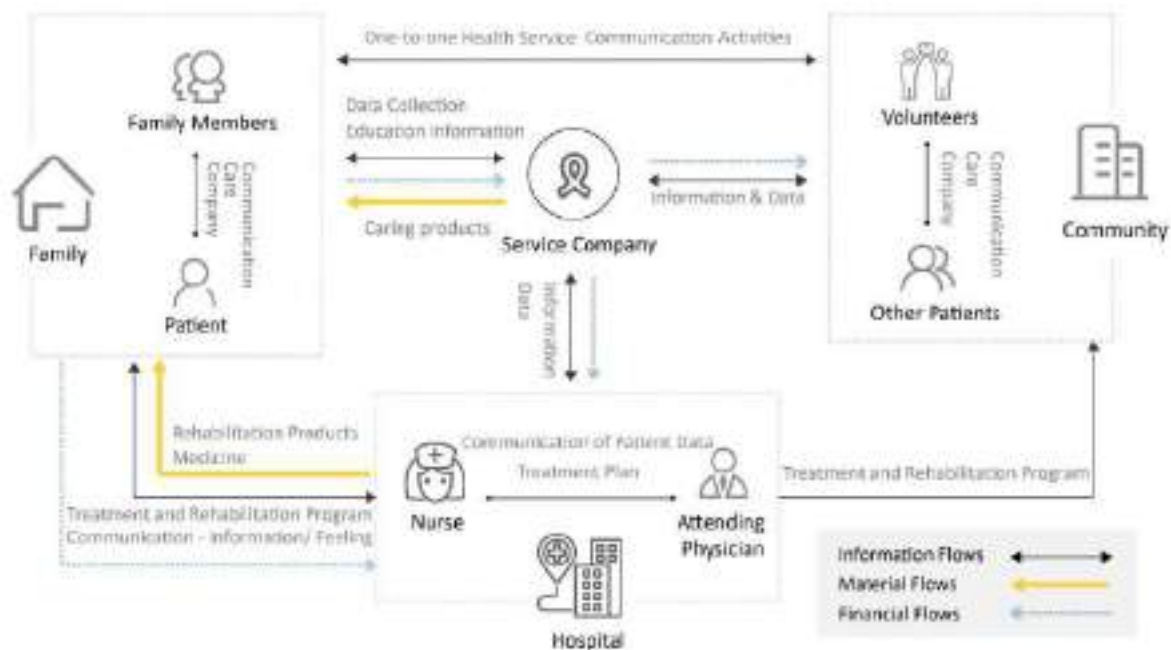 One-to-one Health Service Communication Activities
Family Members
Communication
Care
Company
Patient
Family
Data Collection
Education Information
Caring products
Service Company
Information & Data
Volunteers
Communication
Care
Company
Other Patients
Community
Information
Data
Rehabilitation Products
Medicine
Treatment and Rehabilitation Program
Communication - Information/ Feeling
Communication of Patient Data
Treatment Plan
Nurse
Attending
Physician
Hospital
Treatment and Rehabilitation Program
Information Flows
Material Flows
Financial Flows